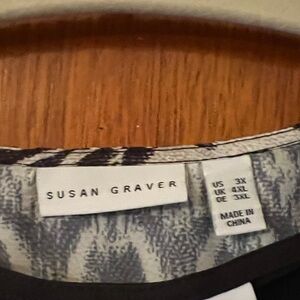 SUSAN GRAVER
US 3X
UK 4XL
DE 3XL
MADE IN
CHINA